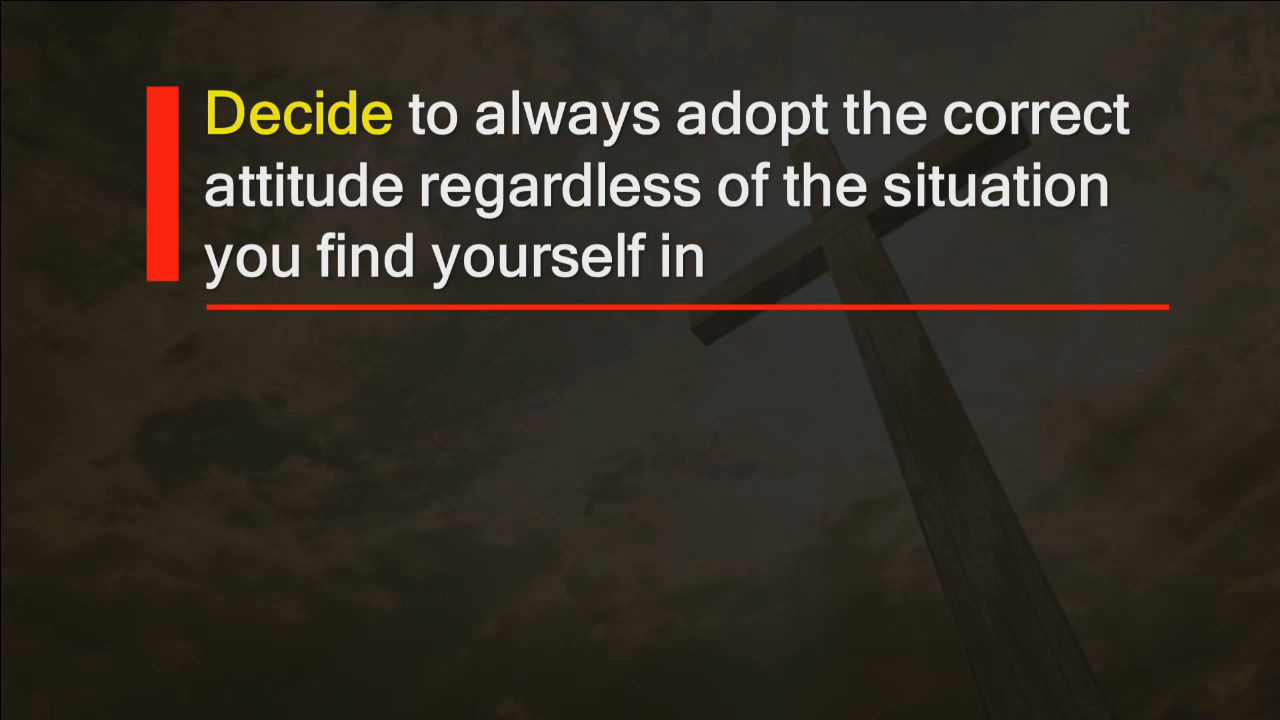 Decide to always adopt the correct
attitude regardless of the situation
you find yourself in